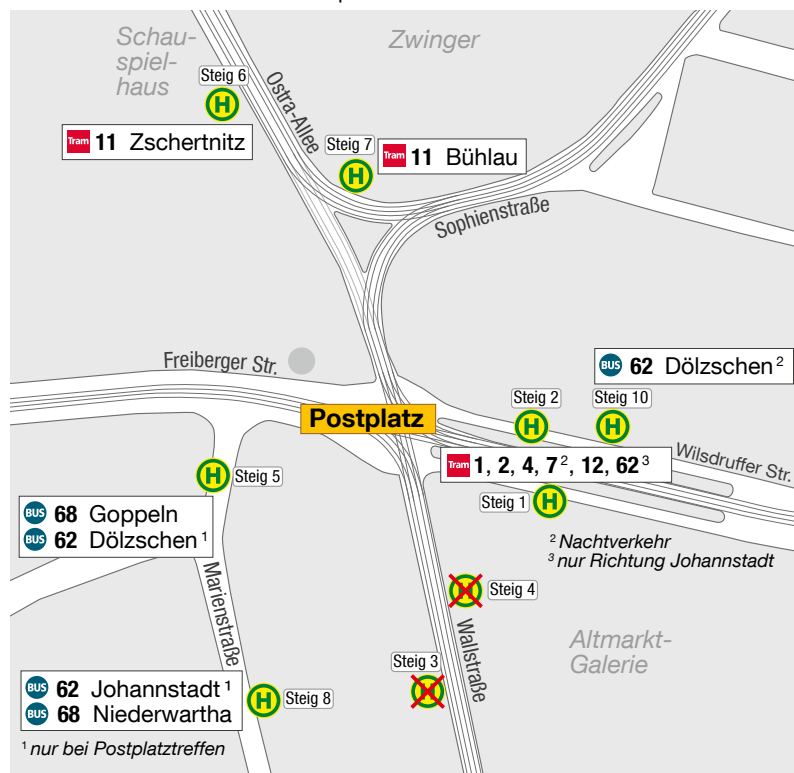 Schau-
spiel-
haus
Zwinger
Steig 6
H
Ostra-Allee
Tram 11 Zschertnitz
Steig 7
H
Tram 11 Bühlau
Sophienstraße
Freiberger Str.
BUS 62 Dölzschen²
Steig 2
H
Steig 10
H
Postplatz
Wilsdruffer Str.
Tram 1, 2, 4, 7², 12, 62³
Steig 1
H
H
Steig 5
BUS 68 Goppeln
BUS 62 Dölzschen¹
² Nachtverkehr
³ nur Richtung Johannstadt
Marienstraße
H
Steig 4
Wallstraße
Altmarkt-
Galerie
Steig 3
H
BUS 62 Johannstadt¹
BUS 68 Niederwartha
H
Steig 8
¹ nur bei Postplatztreffen